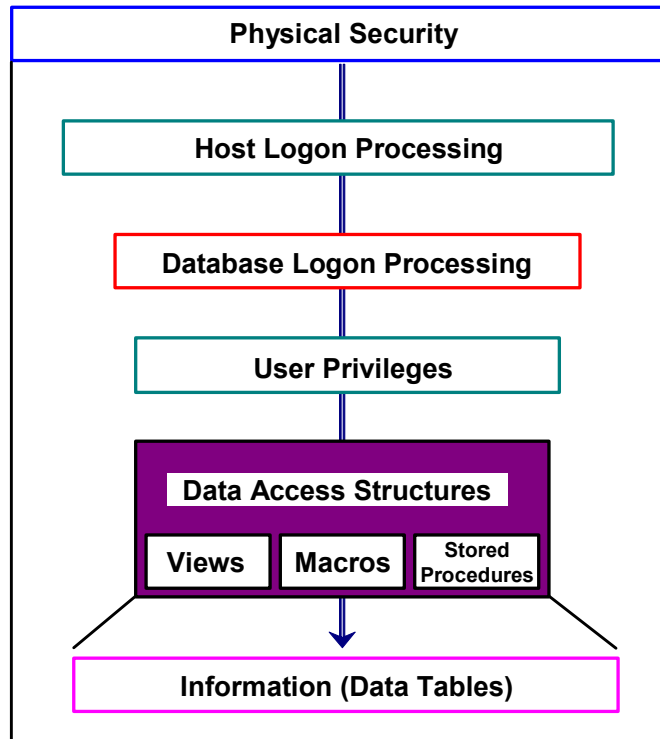 Physical Security
Host Logon Processing
Database Logon Processing
User Privileges
Data Access Structures
Views
Macros
Stored
Procedures
Information (Data Tables)